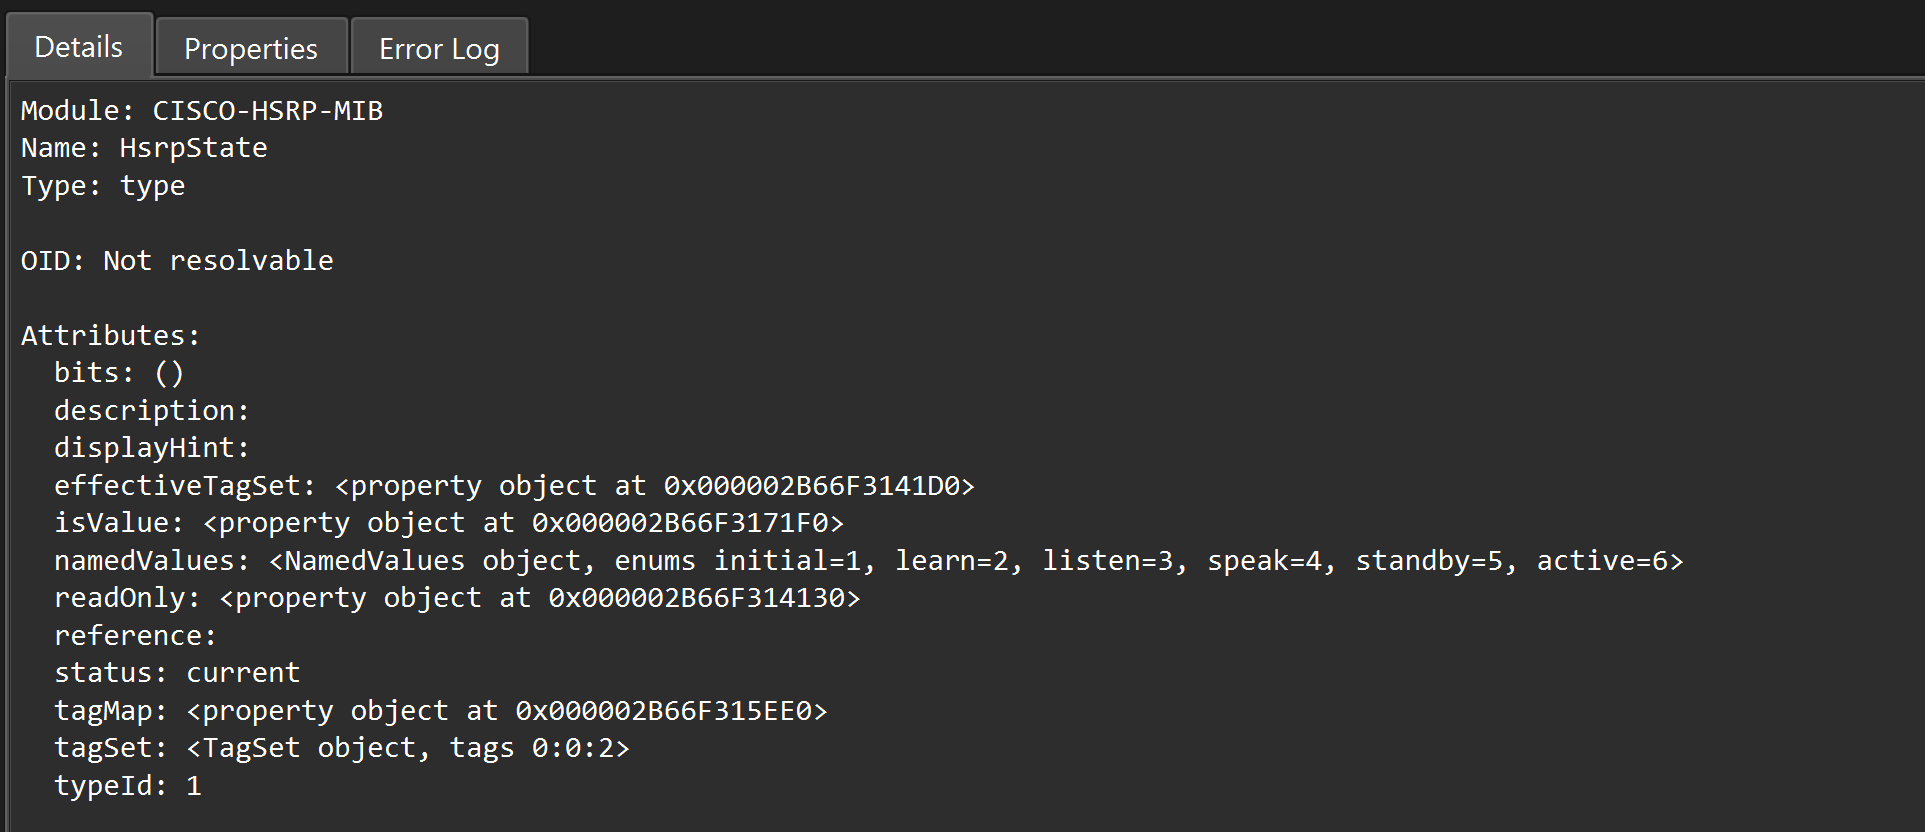 Details Properties Error Log
Module: CISCO-HSRP-MIB
Name: HsrpState
Type: type
OID: Not resolvable
Attributes:
bits: ()
description:
displayHint:
effectiveTagSet: <property object at 0x000002B66F3141D0>
isValue: <property object at 0x000002B66F3171F0>
namedValues: <NamedValues object, enums initial=1, learn=2, listen=3, speak=4, standby=5, active=6>
readOnly: <property object at 0x000002B66F314130>
reference:
status: current
tagMap: <property object at 0x000002B66F315EE0>
tagSet: <TagSet object, tags 0:0:2>
typeId: 1